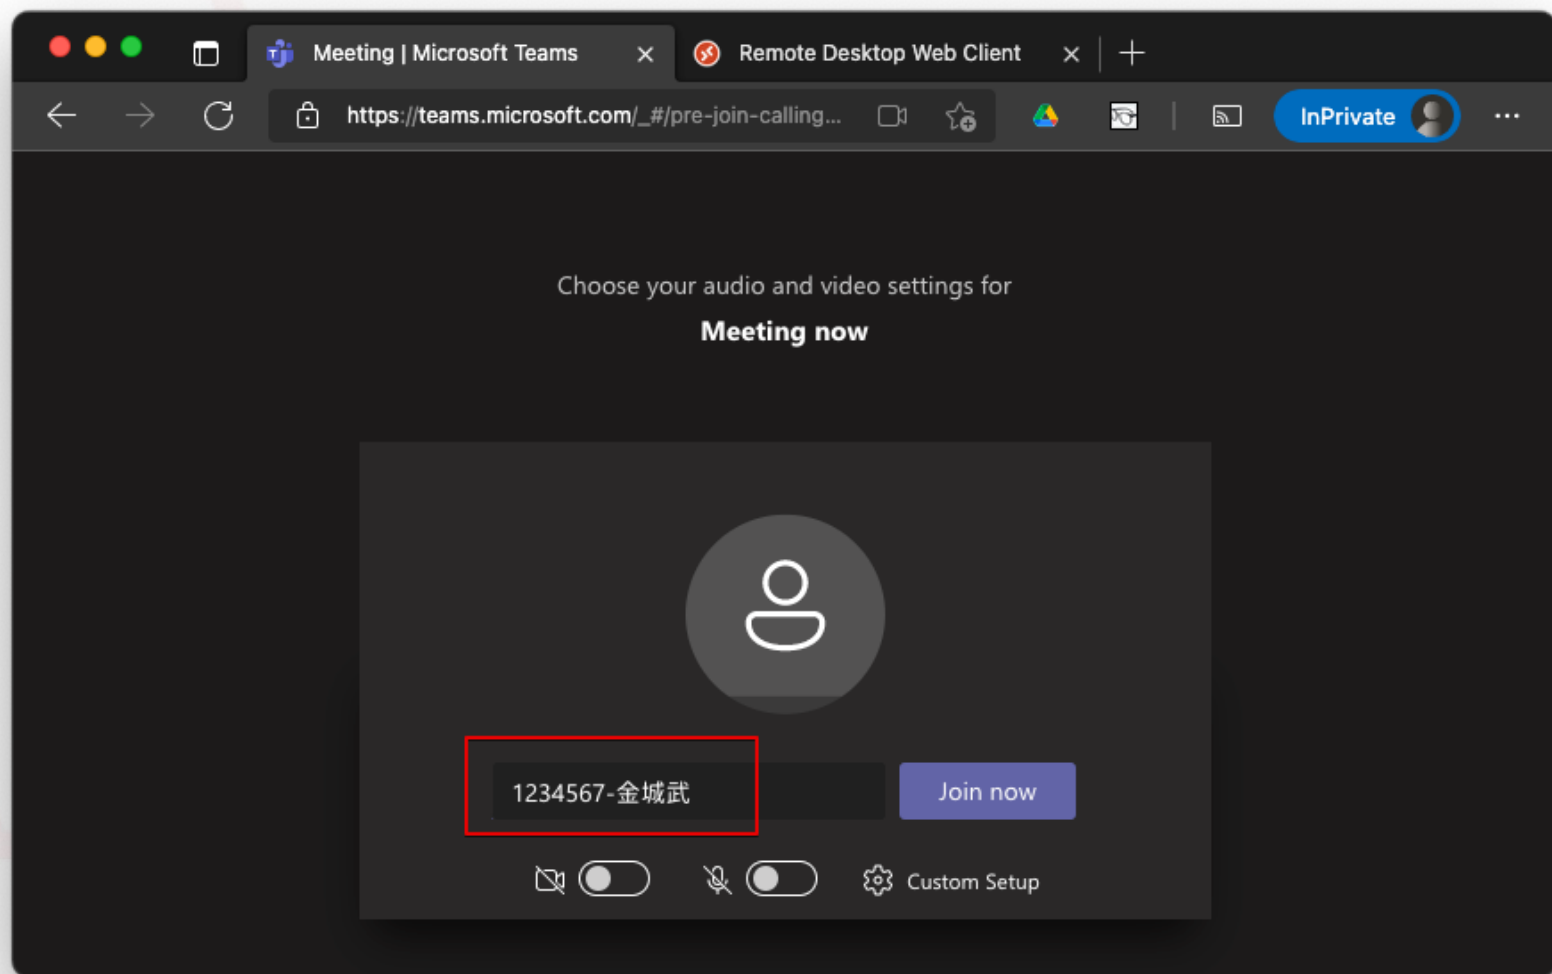 Meeting | Microsoft Teams
Remote Desktop Web Client
https://teams.microsoft.com/_#/pre-join-calling...
InPrivate
Choose your audio and video settings for
Meeting now
1234567-金城武
Join now
Custom Setup